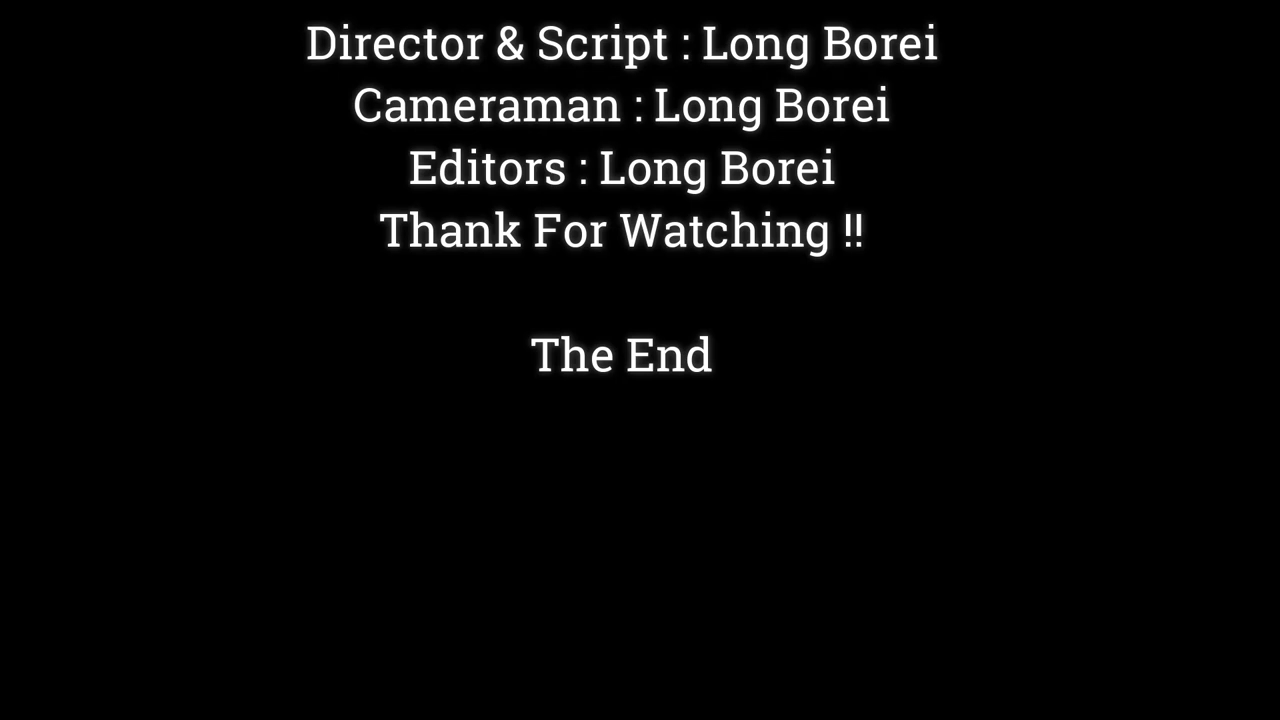 Director & Script : Long Borei
Cameraman : Long Borei
Editors : Long Borei
Thank For Watching !!
The End